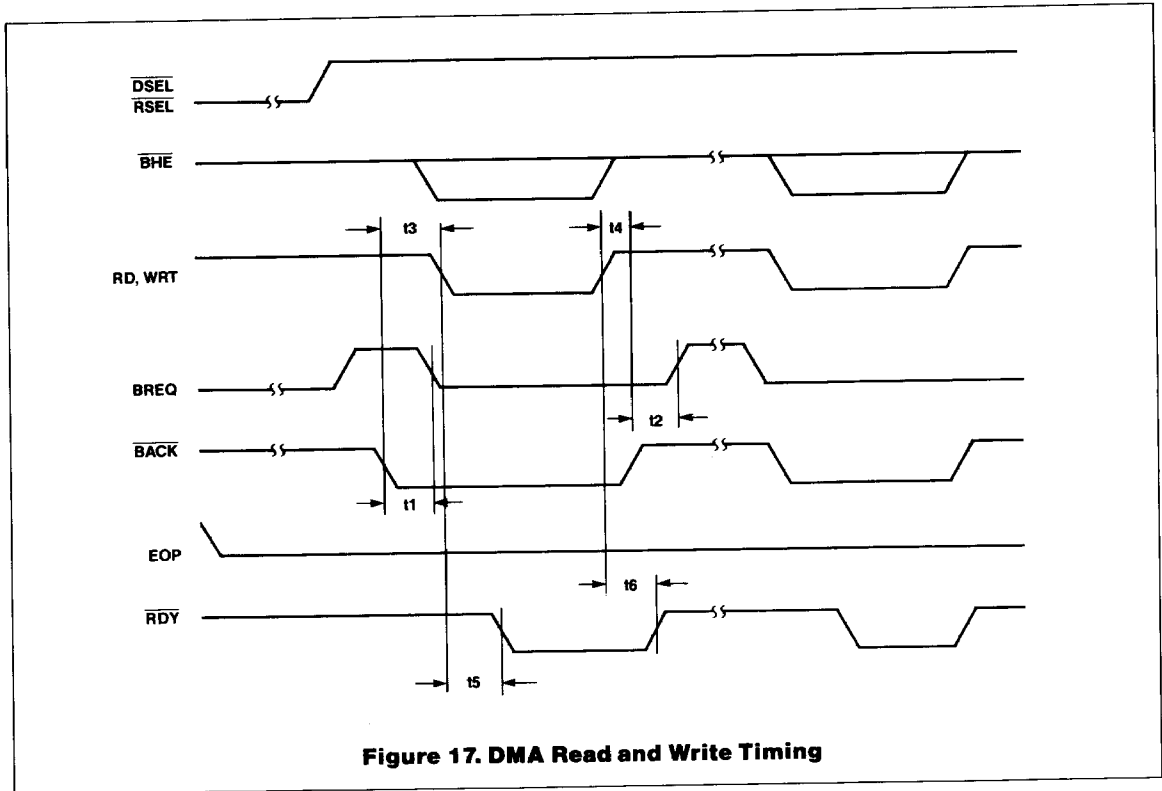 DSEL
RSEL
BHE
t3
t4
RD, WRT
BREQ
t2
BACK
t1
EOP
t6
RDY
t5
Figure 17. DMA Read and Write Timing